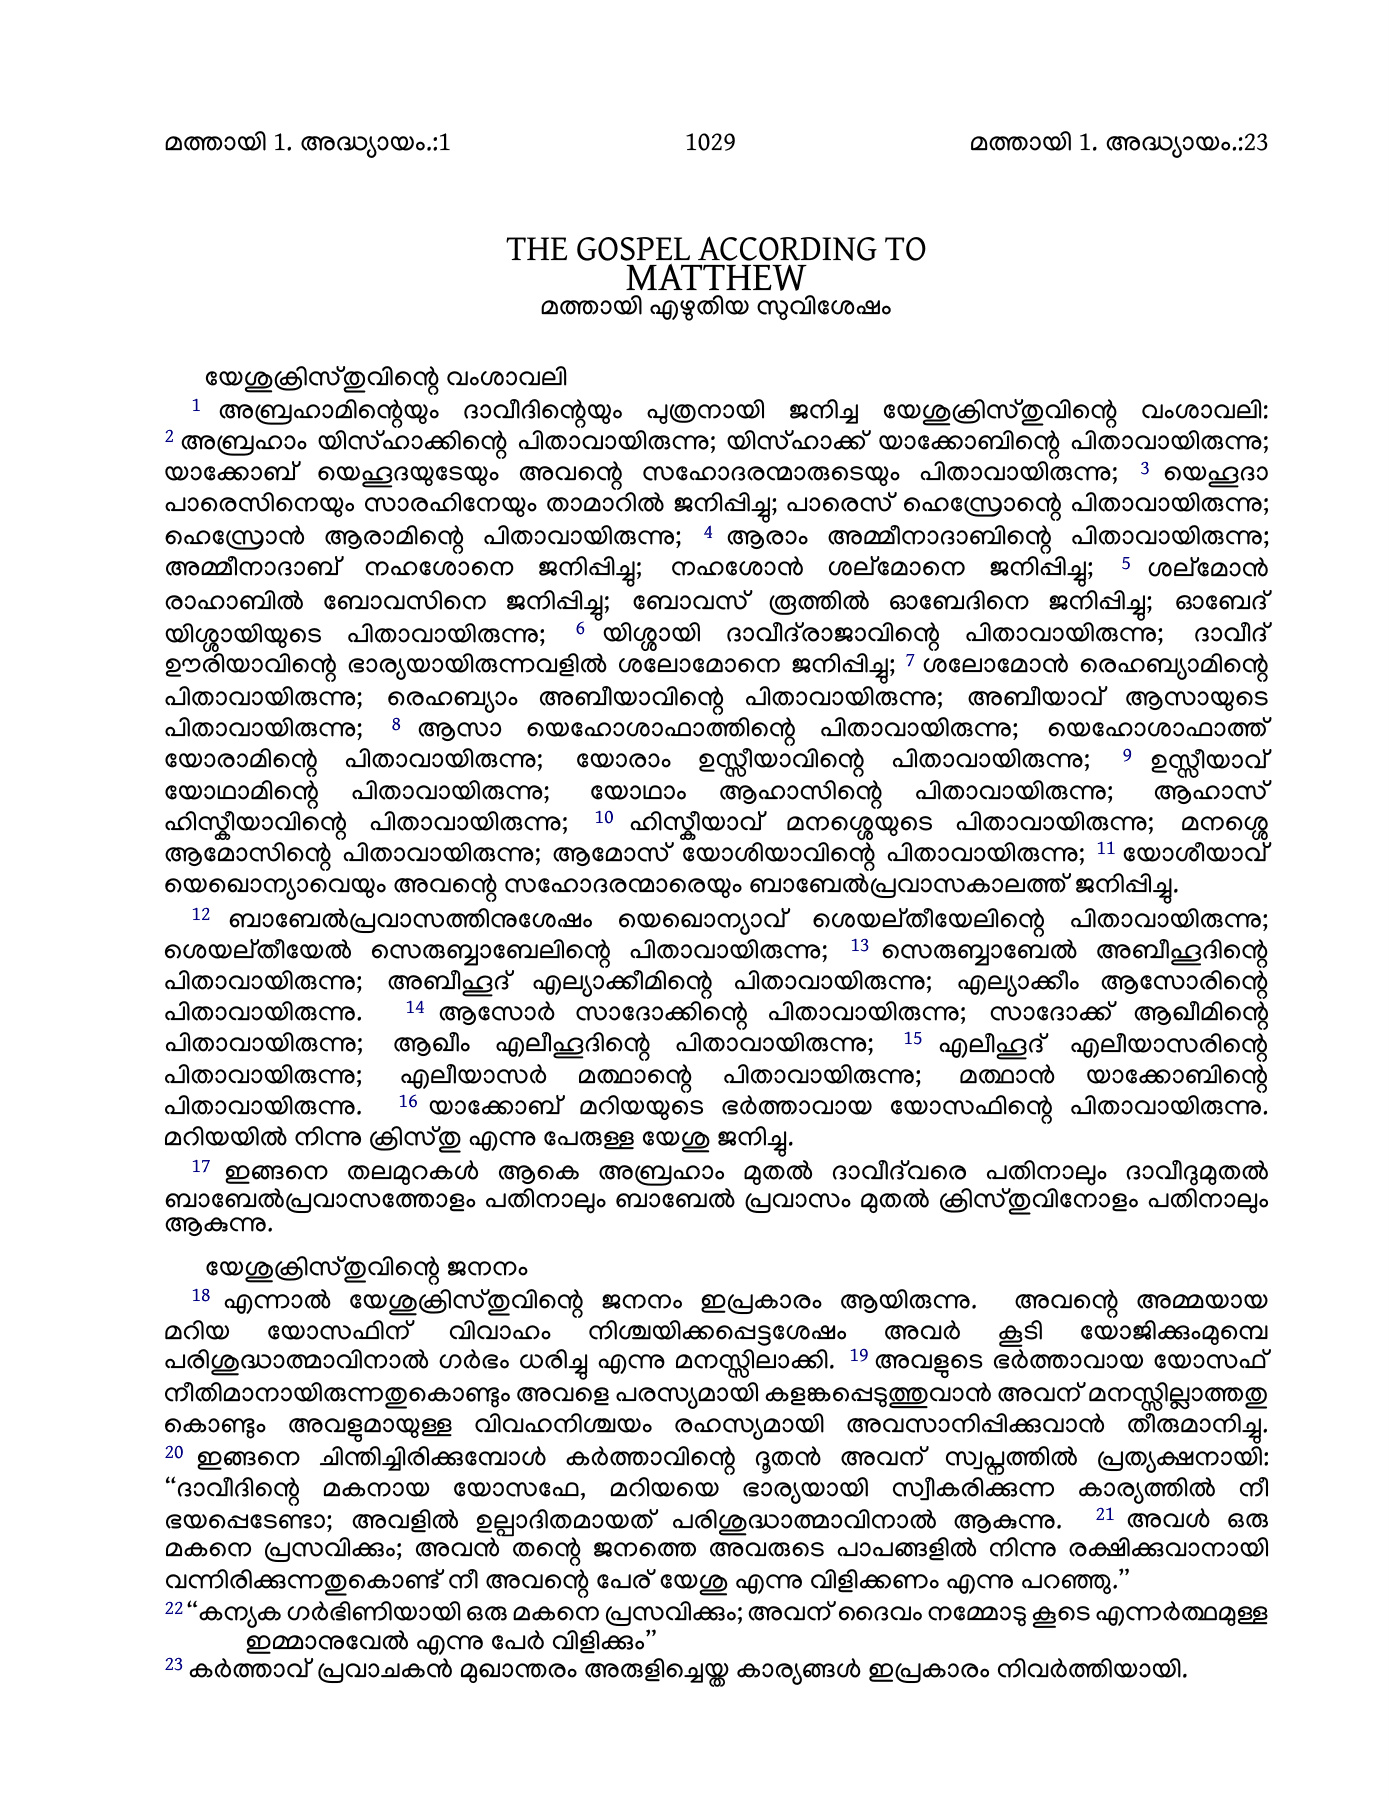 മത്തായി 1. അദ്ധ്യായം.:1 1029 മത്തായി 1. അദ്ധ്യായം.:23
THE GOSPEL ACCORDING TO
MATTHEW
മത്തായി എഴുതിയ സുവിശേഷം
യേശുക്രിസ്തുവിന്റെ വംശാവലി
1 അബ്രഹാമിന്റെയും ദാവീദിന്റെയും പുത്രനായി ജനിച്ച യേശുക്രിസ്തുവിന്റെ വംശാവലി:
2 അബ്രഹാം യിസ്ഹാക്കിന്റെ പിതാവായിരുന്നു; യിസ്ഹാക്ക് യാക്കോബിന്റെ പിതാവായിരുന്നു;
യാക്കോബ് യെഹൂദയുടേയും അവന്റെ സഹോദരന്മാരുടെയും പിതാവായിരുന്നു; 3 യെഹൂദാ
പാരെസിനെയും സാരഹിനേയും താമാറിൽ ജനിപ്പിച്ചു; പാരെസ് ഹെസ്രോന്റെ പിതാവായിരുന്നു;
ഹെസ്രോൻ ആരാമിന്റെ പിതാവായിരുന്നു; 4 ആരാം അമ്മീനാദാബിന്റെ പിതാവായിരുന്നു;
അമ്മീനാദാബ് നഹശോനെ ജനിപ്പിച്ചു; നഹശോൻ ശല്മോനെ ജനിപ്പിച്ചു; 5 ശല്മോൻ
രാഹാബിൽ ബോവസിനെ ജനിപ്പിച്ചു; ബോവസ് രൂത്തിൽ ഓബേദിനെ ജനിപ്പിച്ചു; ഓബേദ്
യിശ്ശായിയുടെ പിതാവായിരുന്നു; 6 യിശ്ശായി ദാവീദ്‌രാജാവിന്റെ പിതാവായിരുന്നു; ദാവീദ്
ഊരിയാവിന്റെ ഭാര്യയായിരുന്നവളിൽ ശലോമോനെ ജനിപ്പിച്ചു; 7 ശലോമോൻ രെഹബ്യാമിന്റെ
പിതാവായിരുന്നു; രെഹബ്യാം അബീയാവിന്റെ പിതാവായിരുന്നു; അബീയാവ് ആസായുടെ
പിതാവായിരുന്നു; 8 ആസാ യെഹോശാഫാത്തിന്റെ പിതാവായിരുന്നു; യെഹോശാഫാത്ത്
യോരാമിന്റെ പിതാവായിരുന്നു; യോരാം ഉസ്സീയാവിന്റെ പിതാവായിരുന്നു; 9 ഉസ്സീയാവ്
യോഥാമിന്റെ പിതാവായിരുന്നു; യോഥാം ആഹാസിന്റെ പിതാവായിരുന്നു; ആഹാസ്
ഹിസ്കീയാവിന്റെ പിതാവായിരുന്നു; 10 ഹിസ്കീയാവ് മനശ്ശെയുടെ പിതാവായിരുന്നു; മനശ്ശെ
ആമോസിന്റെ പിതാവായിരുന്നു; ആമോസ് യോശിയാവിന്റെ പിതാവായിരുന്നു; 11 യോശീയാവ്
യെഖൊന്യാവെയും അവന്റെ സഹോദരന്മാരെയും ബാബേൽപ്രവാസകാലത്ത് ജനിപ്പിച്ചു.
12 ബാബേൽപ്രവാസത്തിനുശേഷം യെഖൊന്യാവ് ശെയല്തീയേലിന്റെ പിതാവായിരുന്നു;
ശെയല്തീയേൽ സെരുബ്ബാബേലിന്റെ പിതാവായിരുന്നു; 13 സെരുബ്ബാബേൽ അബീഹൂദിന്റെ
പിതാവായിരുന്നു; അബീഹൂദ് എല്യാക്കീമിന്റെ പിതാവായിരുന്നു; എല്യാക്കീം ആസോരിന്റെ
പിതാവായിരുന്നു. 14 ആസോർ സാദോക്കിന്റെ പിതാവായിരുന്നു; സാദോക്ക് ആഖീമിന്റെ
പിതാവായിരുന്നു; ആഖീം എലീഹൂദിന്റെ പിതാവായിരുന്നു; 15 എലീഹൂദ് എലീയാസരിന്റെ
പിതാവായിരുന്നു; എലീയാസർ മത്ഥാന്റെ പിതാവായിരുന്നു; മത്ഥാൻ യാക്കോബിന്റെ
പിതാവായിരുന്നു. 16 യാക്കോബ് മറിയയുടെ ഭർത്താവായ യോസഫിന്റെ പിതാവായിരുന്നു.
മറിയയിൽ നിന്നു ക്രിസ്തു എന്നു പേരുള്ള യേശു ജനിച്ചു.
17 ഇങ്ങനെ തലമുറകൾ ആകെ അബ്രഹാം മുതൽ ദാവീദ്‌വരെ പതിനാലും ദാവീദുമുതൽ
ബാബേൽപ്രവാസത്തോളം പതിനാലും ബാബേൽ പ്രവാസം മുതൽ ക്രിസ്തുവിനോളം പതിനാലും
ആകുന്നു.
യേശുക്രിസ്തുവിന്റെ ജനനം
18 എന്നാൽ യേശുക്രിസ്തുവിന്റെ ജനനം ഇപ്രകാരം ആയിരുന്നു. അവന്റെ അമ്മയായ
മറിയ യോസഫിന് വിവാഹം നിശ്ചയിക്കപ്പെട്ടശേഷം അവർ കൂടി യോജിക്കുംമുമ്പെ
പരിശുദ്ധാത്മാവിനാൽ ഗർഭം ധരിച്ചു എന്നു മനസ്സിലാക്കി. 19 അവളുടെ ഭർത്താവായ യോസഫ്
നീതിമാനായിരുന്നതുകൊണ്ടും അവളെ പരസ്യമായി കളങ്കപ്പെടുത്തുവാൻ അവന് മനസ്സില്ലാത്തതു
കൊണ്ടും അവളുമായുള്ള വിവഹനിശ്ചയം രഹസ്യമായി അവസാനിപ്പിക്കുവാൻ തീരുമാനിച്ചു.
20 ഇങ്ങനെ ചിന്തിച്ചിരിക്കുമ്പോൾ കർത്താവിന്റെ ദൂതൻ അവന് സ്വപ്നത്തിൽ പ്രത്യക്ഷനായി:
“ദാവീദിന്റെ മകനായ യോസഫേ, മറിയയെ ഭാര്യയായി സ്വീകരിക്കുന്ന കാര്യത്തിൽ നീ
ഭയപ്പെടേണ്ടാ; അവളിൽ ഉല്പാദിതമായത് പരിശുദ്ധാത്മാവിനാൽ ആകുന്നു. 21 അവൾ ഒരു
മകനെ പ്രസവിക്കും; അവൻ തന്റെ ജനത്തെ അവരുടെ പാപങ്ങളിൽ നിന്നു രക്ഷിക്കുവാനായി
വന്നിരിക്കുന്നതുകൊണ്ട് നീ അവന്റെ പേര് യേശു എന്നു വിളിക്കണം എന്നു പറഞ്ഞു.”
22 “കന്യക ഗർഭിണിയായി ഒരു മകനെ പ്രസവിക്കും; അവന് ദൈവം നമ്മോടു കൂടെ എന്നർത്ഥമുള്ള
ഇമ്മാനുവേൽ എന്നു പേർ വിളിക്കും”
23 കർത്താവ് പ്രവാചകൻ മുഖാന്തരം അരുളിച്ചെയ്ത കാര്യങ്ങൾ ഇപ്രകാരം നിവർത്തിയായി.